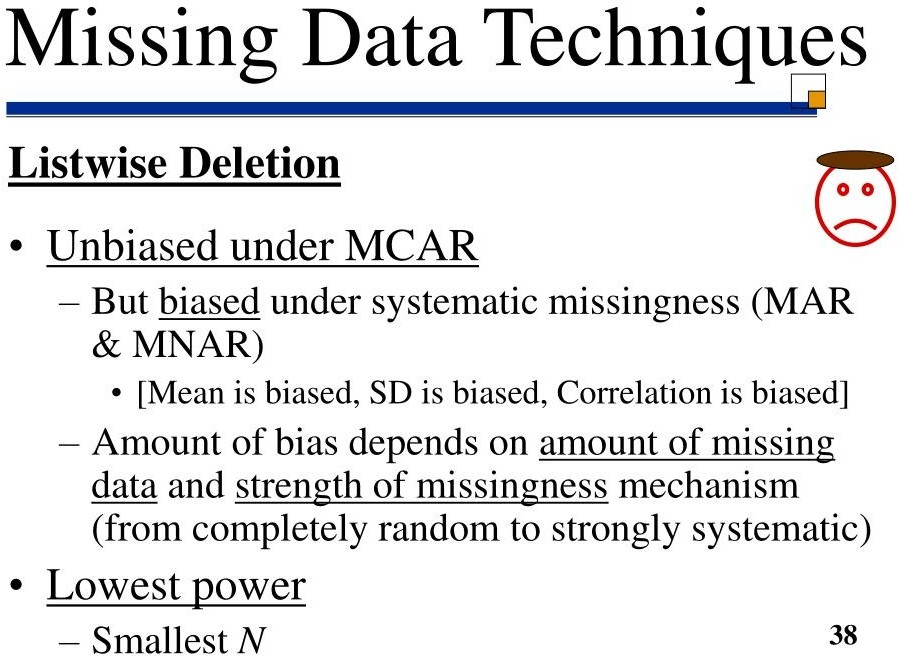 Missing Data Techniques
Listwise Deletion
• Unbiased under MCAR
– But biased under systematic missingness (MAR
& MNAR)
• [Mean is biased, SD is biased, Correlation is biased]
– Amount of bias depends on amount of missing
data and strength of missingness mechanism
(from completely random to strongly systematic)
• Lowest power
– Smallest N
38